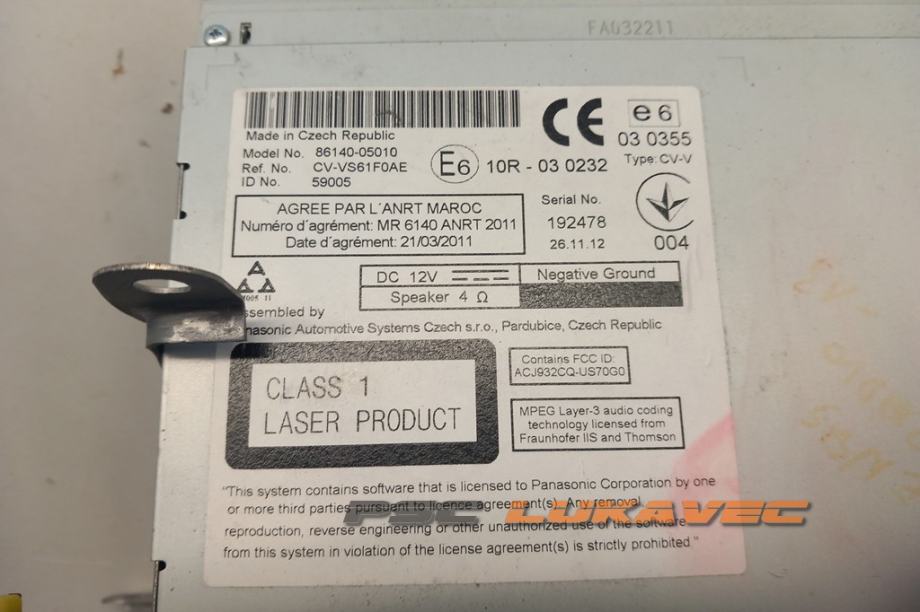 FA032211
Made in Czech Republic
Model No. 86140-05010
Ref. No. CV-VS61F0AE
ID No. 59005
E6 10R - 03 0232
CE
e6
03 0355
Type: CV-V
Serial No.
192478
26.11.12
004
AGREE PAR L'ANRT MAROC
Numéro d'agrément: MR 6140 ANRT 2011
Date d'agrément: 21/03/2011
DC 12V
Negative Ground
Speaker 4 Ω
ssembled by
nasonic Automotive Systems Czech s.r.o., Pardubice, Czech Republic
CLASS 1
LASER PRODUCT
Contains FCC ID:
ACJ932CQ-US70G0
MPEG Layer-3 audio coding
technology licensed from
Fraunhofer IIS and Thomson
"This system contains software that is licensed to Panasonic Corporation by one
or more third parties pursuant to licence agreement(s). Any removal,
reproduction, reverse engineering or other unauthorized use of the software
from this system in violation of the license agreement(s) is strictly prohibited."
LUKAVEC